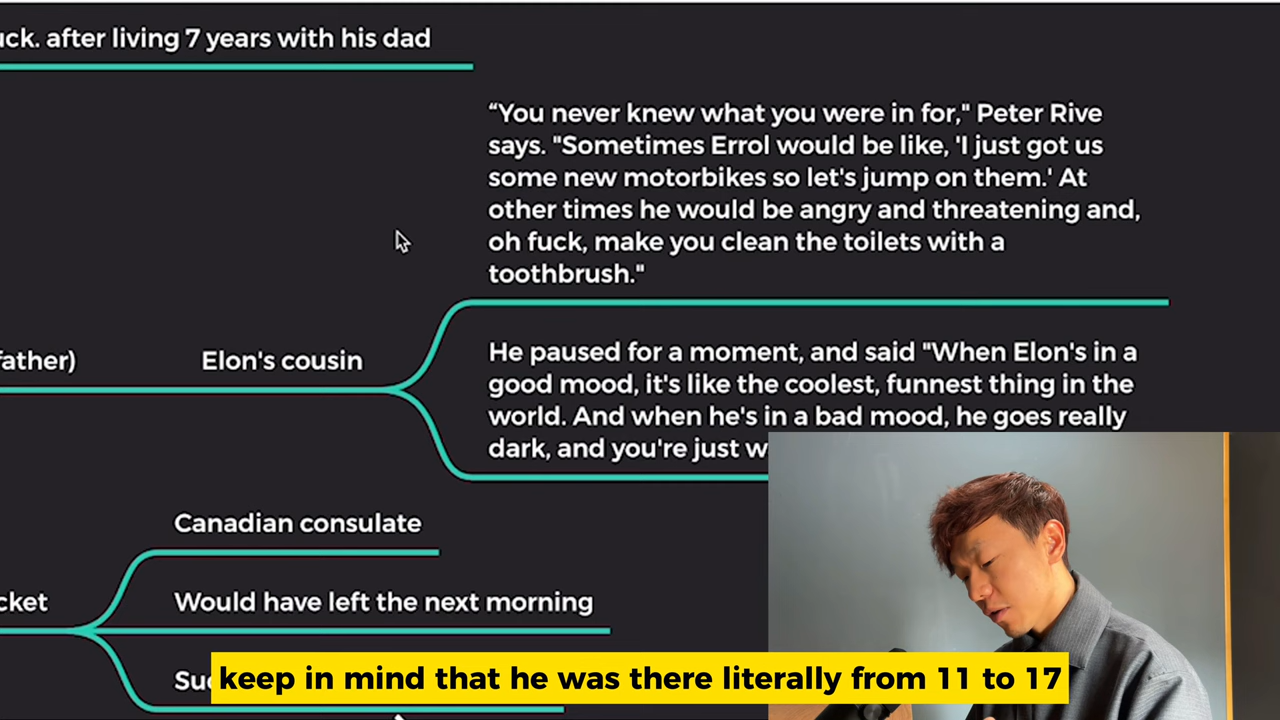 uck. after living 7 years with his dad
“You never knew what you were in for," Peter Rive
says. "Sometimes Errol would be like, 'I just got us
some new motorbikes so let's jump on them.' At
other times he would be angry and threatening and,
oh fuck, make you clean the toilets with a
toothbrush."
father)
Elon's cousin
He paused for a moment, and said "When Elon's in a
good mood, it's like the coolest, funnest thing in the
world. And when he's in a bad mood, he goes really
dark, and you're just w
Canadian consulate
cket
Would have left the next morning
keep in mind that he was there literally from 11 to 17